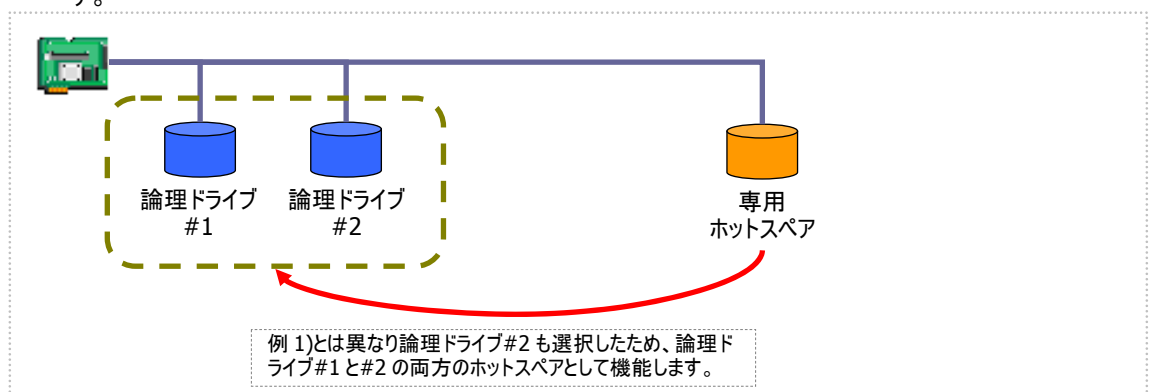 す。
論理ドライブ
#1
論理ドライブ
#2
専用
ホットスペア
例 1)とは異なり論理ドライブ#2 も選択したため、論理ド
ライブ#1 と#2 の両方のホットスペアとして機能します。